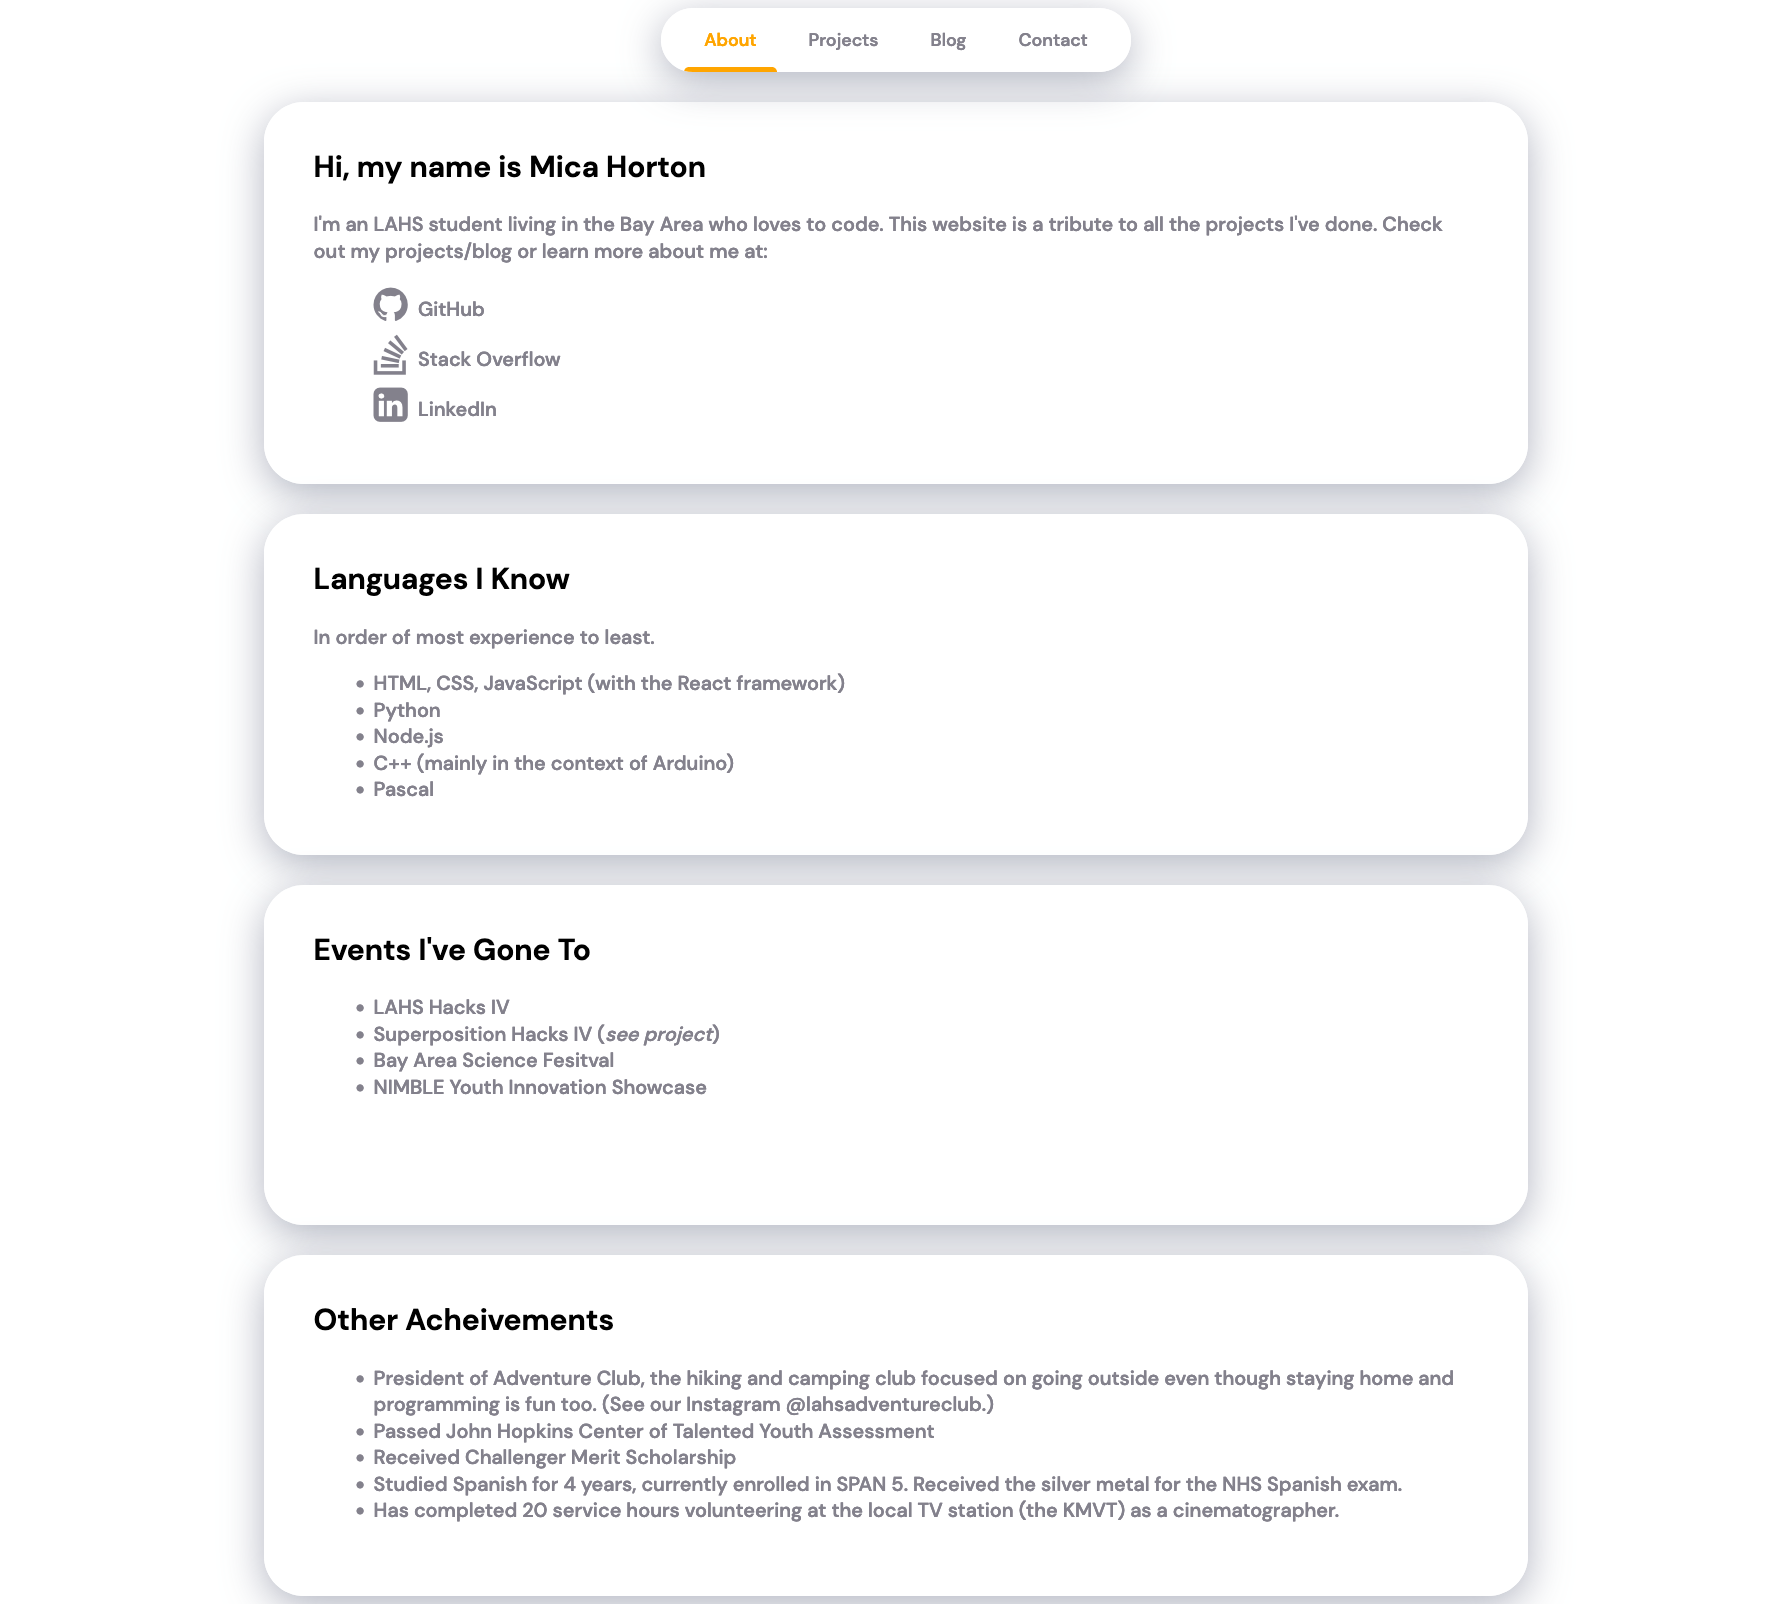 About Projects Blog Contact
Hi, my name is Mica Horton
I'm an LAHS student living in the Bay Area who loves to code. This website is a tribute to all the projects I've done. Check
out my projects/blog or learn more about me at:
GitHub
Stack Overflow
LinkedIn
Languages I Know
In order of most experience to least.
• HTML, CSS, JavaScript (with the React framework)
• Python
• Node.js
• C++ (mainly in the context of Arduino)
• Pascal
Events I've Gone To
• LAHS Hacks IV
• Superposition Hacks IV (see project)
• Bay Area Science Fesitval
• NIMBLE Youth Innovation Showcase
Other Acheivements
• President of Adventure Club, the hiking and camping club focused on going outside even though staying home and
programming is fun too. (See our Instagram @lahsadventureclub.)
• Passed John Hopkins Center of Talented Youth Assessment
• Received Challenger Merit Scholarship
• Studied Spanish for 4 years, currently enrolled in SPAN 5. Received the silver metal for the NHS Spanish exam.
• Has completed 20 service hours volunteering at the local TV station (the KMVT) as a cinematographer.